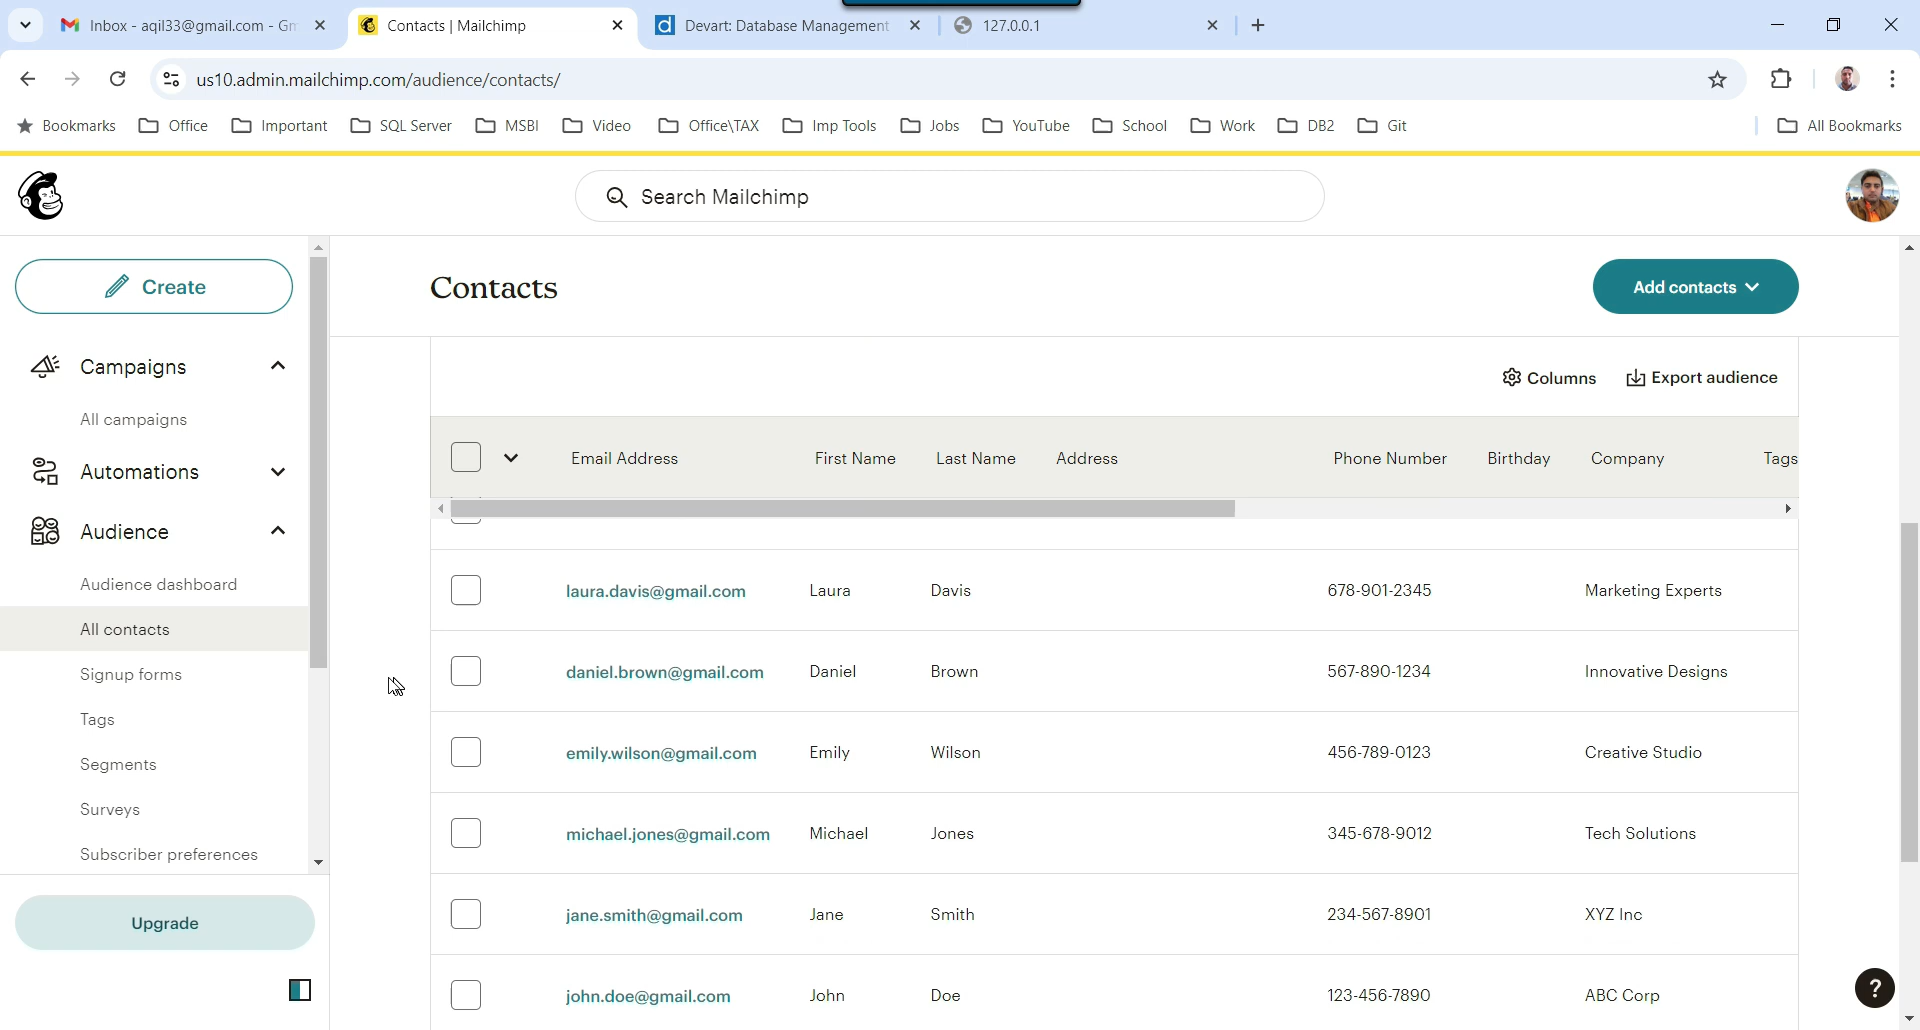 Inbox - aqil33@gmail.com - Gm
Contacts | Mailchimp
Devart: Database Management
127.0.0.1
us10.admin.mailchimp.com/audience/contacts/
Bookmarks Office Important SQL Server MSBI Video Office\TAX Imp Tools Jobs YouTube School Work DB2 Git All Bookmarks
Search Mailchimp
Create
Campaigns
All campaigns
Automations
Audience
Audience dashboard
All contacts
Signup forms
Tags
Segments
Surveys
Subscriber preferences
Upgrade
Contacts
Add contacts
Columns Export audience
Email Address First Name Last Name Address Phone Number Birthday Company Tags
laura.davis@gmail.com Laura Davis 678-901-2345 Marketing Experts
daniel.brown@gmail.com Daniel Brown 567-890-1234 Innovative Designs
emily.wilson@gmail.com Emily Wilson 456-789-0123 Creative Studio
michael.jones@gmail.com Michael Jones 345-678-9012 Tech Solutions
jane.smith@gmail.com Jane Smith 234-567-8901 XYZ Inc
john.doe@gmail.com John Doe 123-456-7890 ABC Corp
?